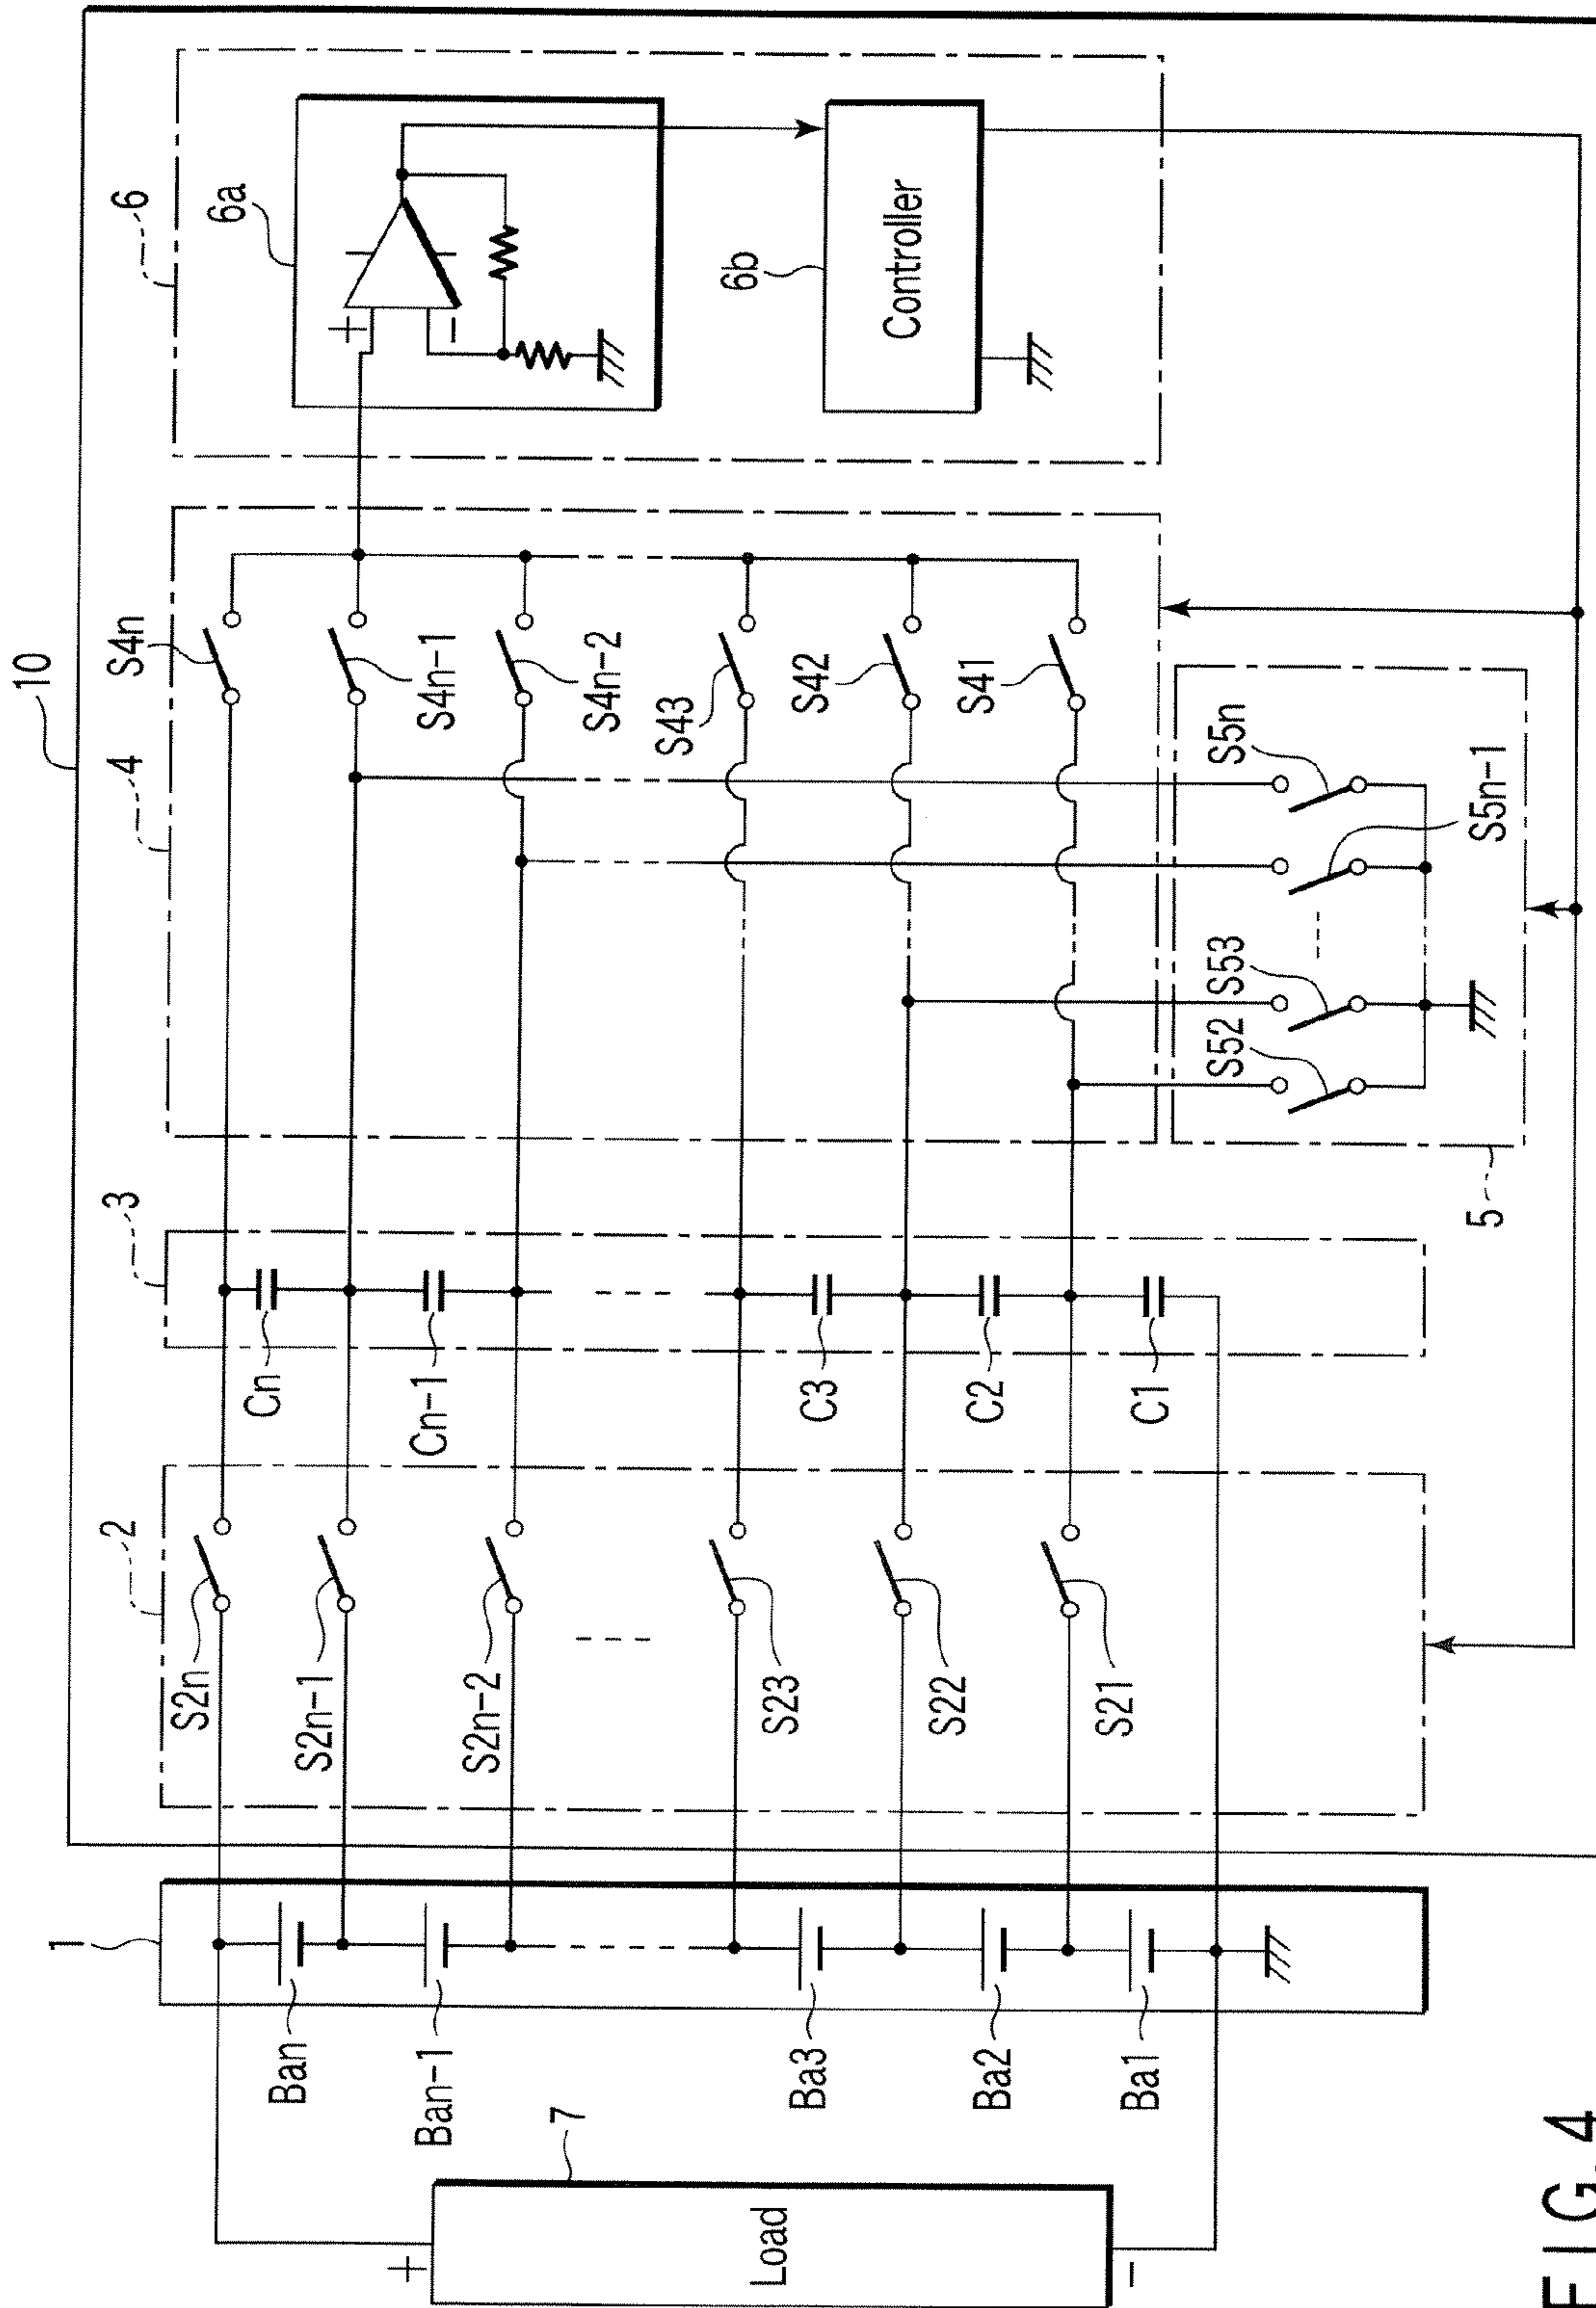 10
6
6a
+
−
6b
Controller
4
S4n
S4n-1
S4n-2
S43
S42
S41
S5n
S5n-1
S53
S52
5
3
Cn
Cn-1
C3
C2
C1
2
S2n
S2n-1
S2n-2
S23
S22
S21
1
Ban
Ban-1
Ba3
Ba2
Ba1
7
+
Load
−
FIG. 4